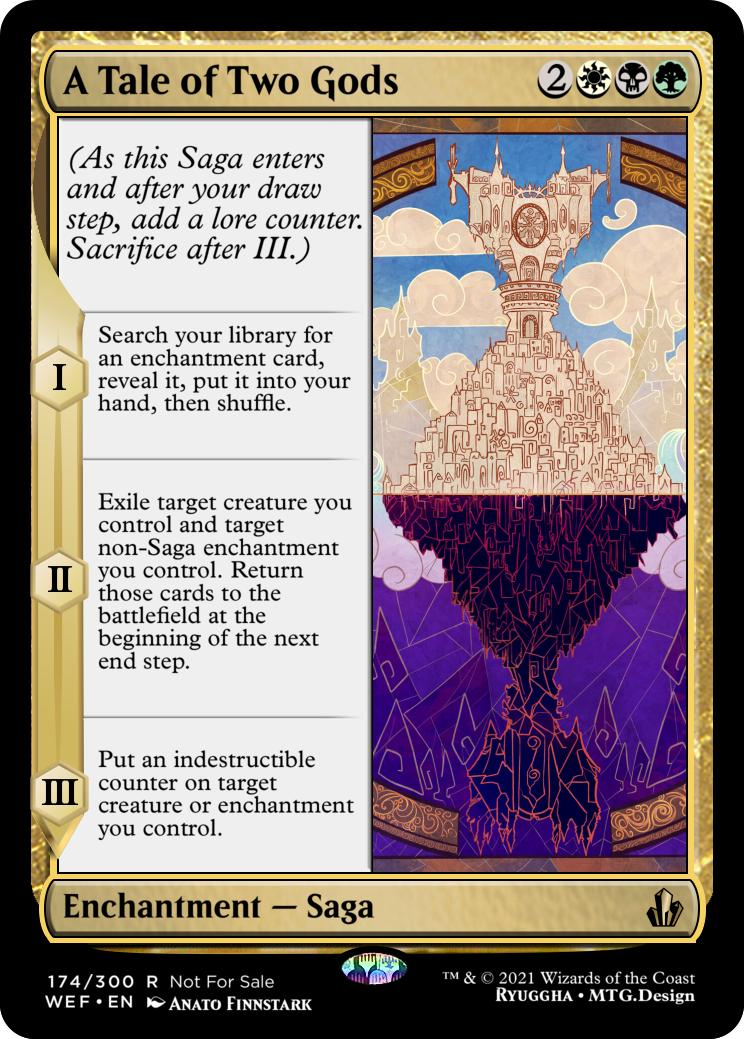 A Tale of Two Gods 2
(As this Saga enters
and after your draw
step, add a lore counter.
Sacrifice after III.)
I
Search your library for
an enchantment card,
reveal it, put it into your
hand, then shuffle.
II
Exile target creature you
control and target
non-Saga enchantment
you control. Return
those cards to the
battlefield at the
beginning of the next
end step.
III
Put an indestructible
counter on target
creature or enchantment
you control.
Enchantment — Saga
174/300 R Not For Sale
WEF • EN Anato Finnstark
™ & © 2021 Wizards of the Coast
Ryuggha • MTG.Design